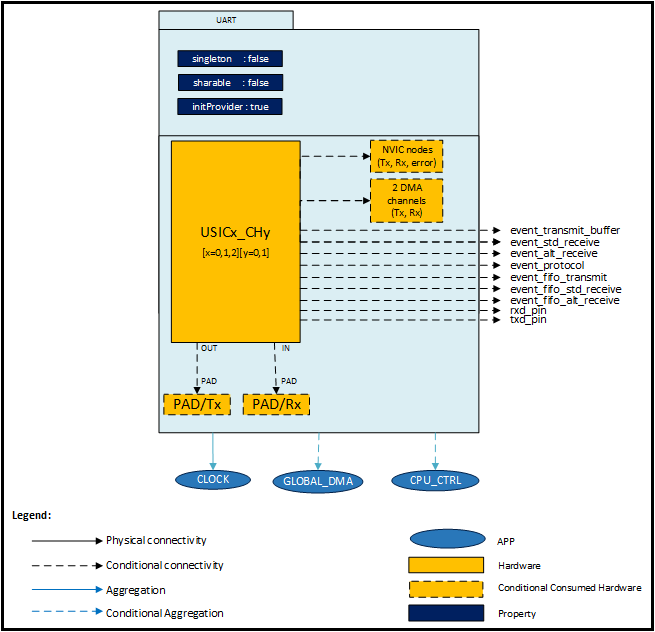 UART
singleton : false
sharable : false
initProvider : true
NVIC nodes
(Tx, Rx, error)
2 DMA
channels
(Tx, Rx)
USICx_CHy
[x=0,1,2][y=0,1]
event_transmit_buffer
event_std_receive
event_alt_receive
event_protocol
event_fifo_transmit
event_fifo_std_receive
event_fifo_alt_receive
rxd_pin
txd_pin
OUT
IN
PAD
PAD
PAD/Tx
PAD/Rx
CLOCK
GLOBAL_DMA
CPU_CTRL
Legend:
Physical connectivity
Conditional connectivity
Aggregation
Conditional Aggregation
APP
Hardware
Conditional Consumed Hardware
Property